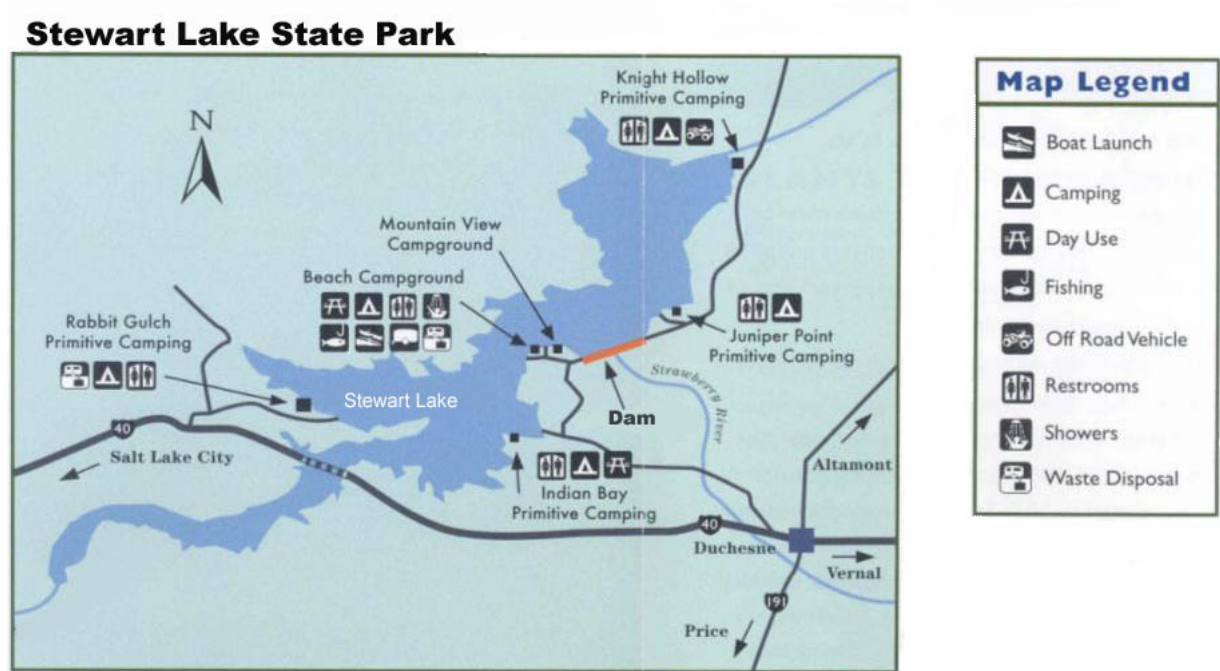 Stewart Lake State Park
Knight Hollow
Primitive Camping
N
Mountain View
Campground
Beach Campground
Rabbit Gulch
Primitive Camping
Juniper Point
Primitive Camping
Strawberry River
Stewart Lake
Dam
40
Salt Lake City
Altamont
Indian Bay
Primitive Camping
40
Duchesne
Vernal
191
Price
Map Legend
Boat Launch
Camping
Day Use
Fishing
Off Road Vehicle
Restrooms
Showers
Waste Disposal